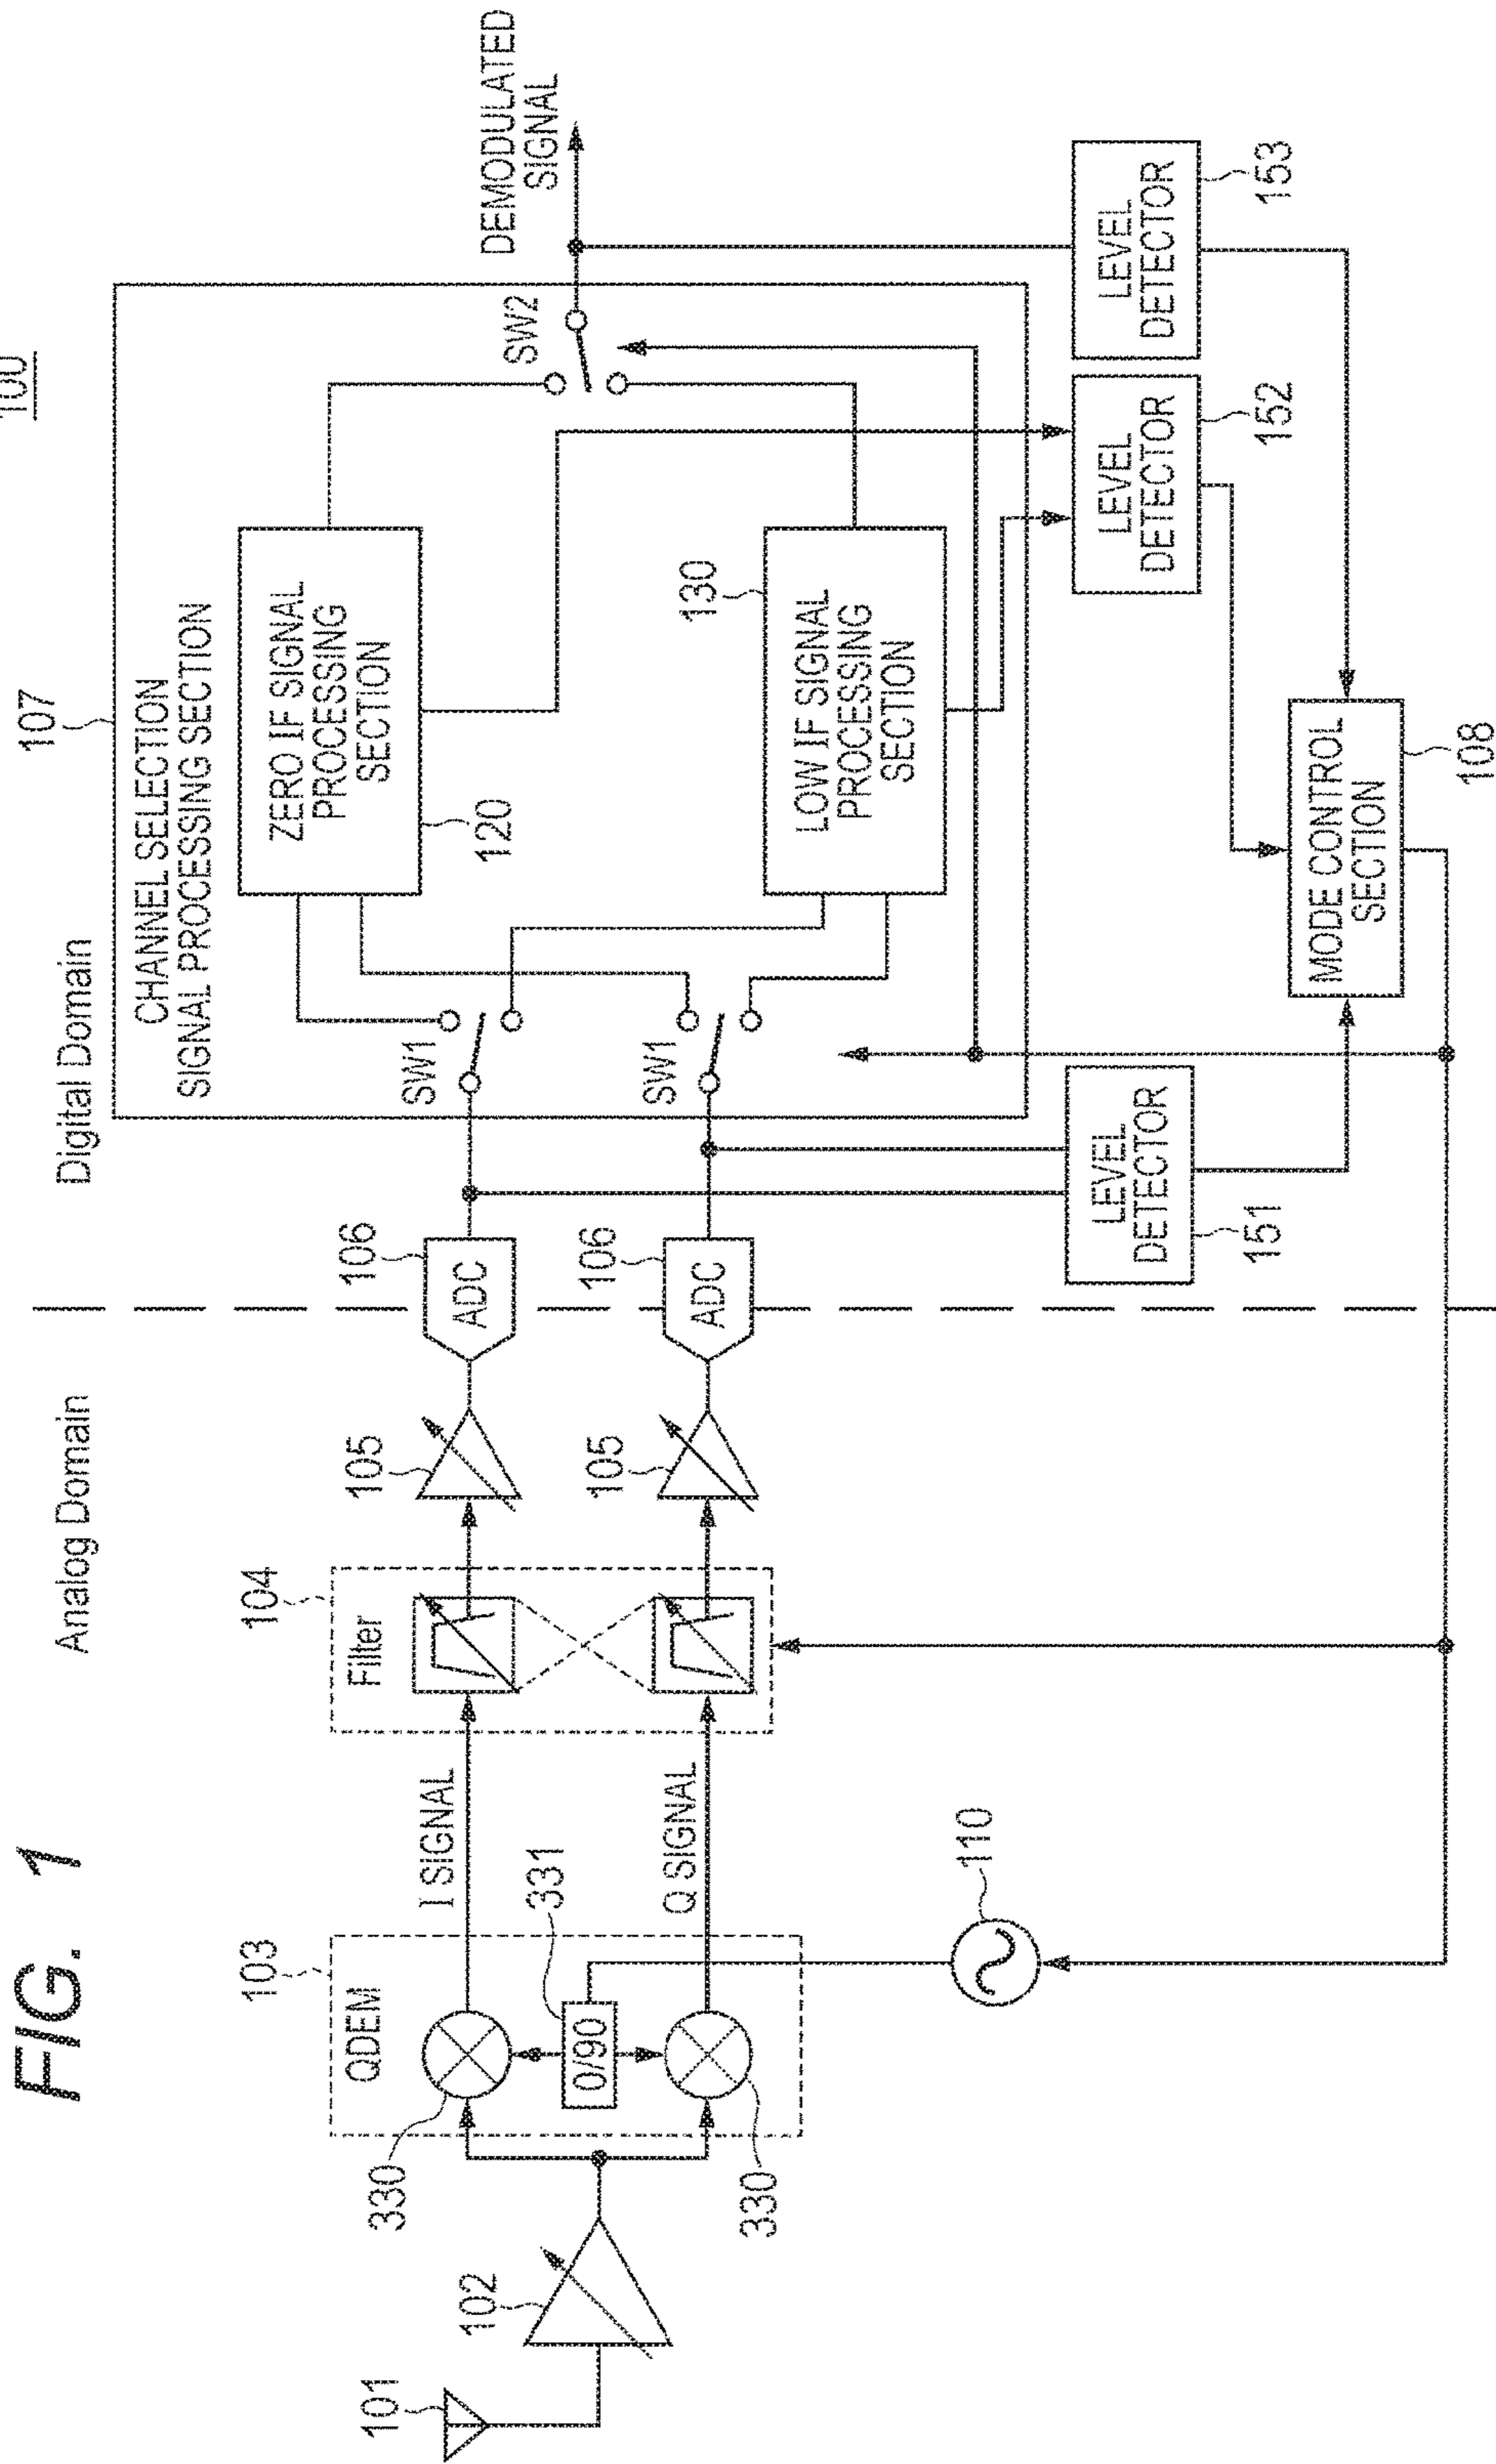 FIG. 1
100
Analog Domain
Digital Domain
107
CHANNEL SELECTION
SIGNAL PROCESSING SECTION
101
102
103
QDEM
330
330
331
0/90
I SIGNAL
Q SIGNAL
110
104
Filter
105
105
106
ADC
106
ADC
SW1
SW1
ZERO IF SIGNAL
PROCESSING
SECTION
120
130
LOW IF SIGNAL
PROCESSING
SECTION
SW2
DEMODULATED
SIGNAL
LEVEL
DETECTOR
151
LEVEL
DETECTOR
152
LEVEL
DETECTOR
153
MODE CONTROL
SECTION
108